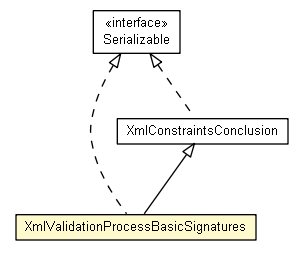 «interface»
Serializable
XmlConstraintsConclusion
XmlValidationProcessBasicSignatures